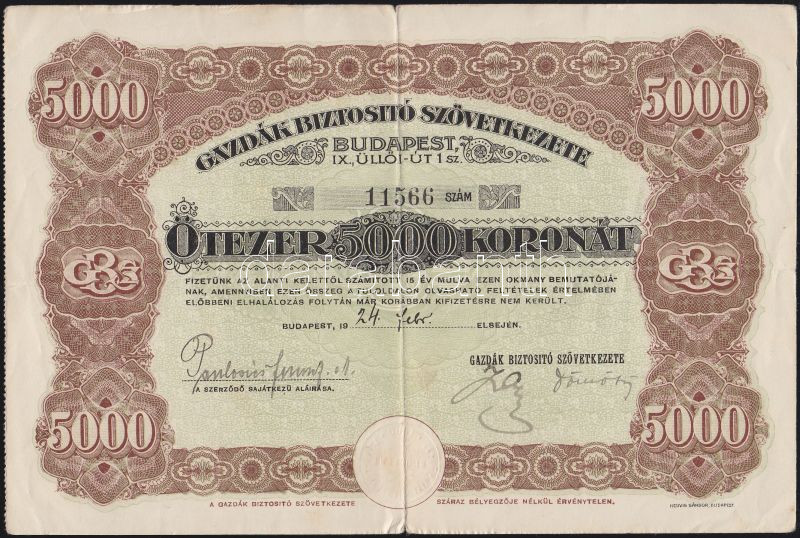 5000 5000
GAZDÁK BIZTOSITÓ SZÖVETKEZETE
BUDAPEST,
IX., ÜLLŐI-ÚT 1 SZ.
11566 SZÁM
ÖTEZER 5000 KORONÁT
GBSz GBSz
FIZETÜNK AZ ALANTI KELETTŐL SZÁMITOTT 15 ÉV MULVA EZEN OKMÁNY BEMUTATÓJÁ-
NAK, AMENNYIBEN EZEN ÖSSZEG A TÚLOLDALON OLVASHATÓ FELTÉTELEK ÉRTELMÉBEN
ELŐBBENI ELHALÁLOZÁS FOLYTÁN MÁR KORÁBBAN KIFIZETÉSRE NEM KERÜLT.
BUDAPEST, 19 24. febr. ELSEJÉN.
GAZDÁK BIZTOSITÓ SZÖVETKEZETE
A SZERZŐDŐ SAJÁTKEZŰ ALÁIRÁSA.
5000 5000
A GAZDÁK BIZTOSITÓ SZÖVETKEZETE SZÁRAZ BÉLYEGZŐJE NÉLKÜL ÉRVÉNYTELEN.